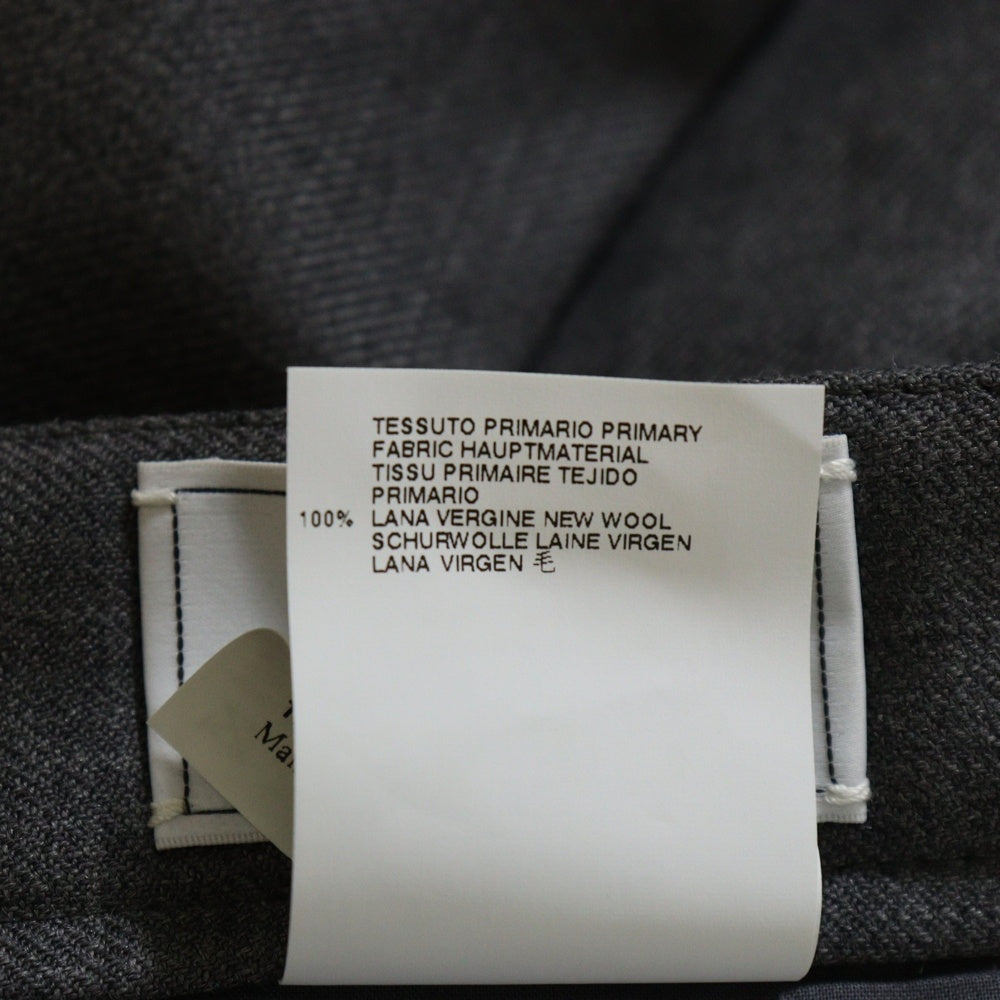 TESSUTO PRIMARIO PRIMARY
FABRIC HAUPTMATERIAL
TISSU PRIMAIRE TEJIDO
PRIMARIO
100% LANA VERGINE NEW WOOL
SCHURWOLLE LAINE VIRGEN
LANA VIRGEN 毛